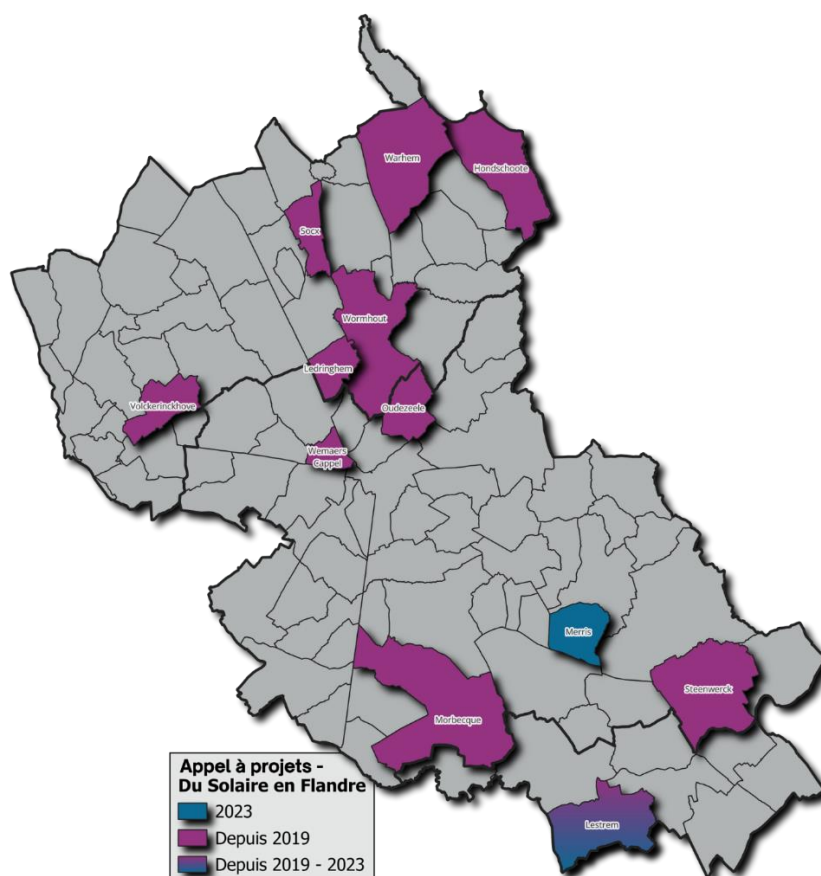 Warhem
Hondschoote
Socx
Wormhout
Ledringhem
Volckerinckhove
Oudezeele
Wemaers
Cappel
Merris
Steenwerck
Morbecque
Lestrem
Appel à projets -
Du Solaire en Flandre
2023
Depuis 2019
Depuis 2019 - 2023